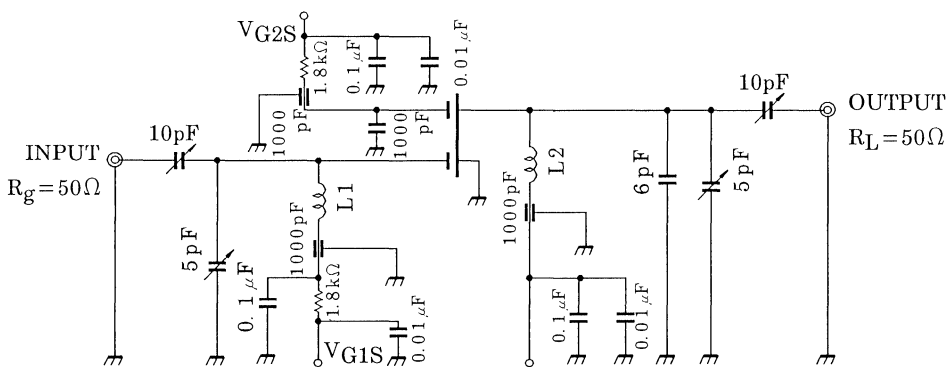 VG2S
1.8kΩ
0.1μF
0.01μF
1000
pF
1000
pF
10pF
INPUT
Rg=50Ω
10pF
OUTPUT
RL=50Ω
L1
L2
1000pF
1000pF
6pF
5pF
5pF
0.1μF
1.8kΩ
0.01μF
VG1S
0.1μF
0.01μF